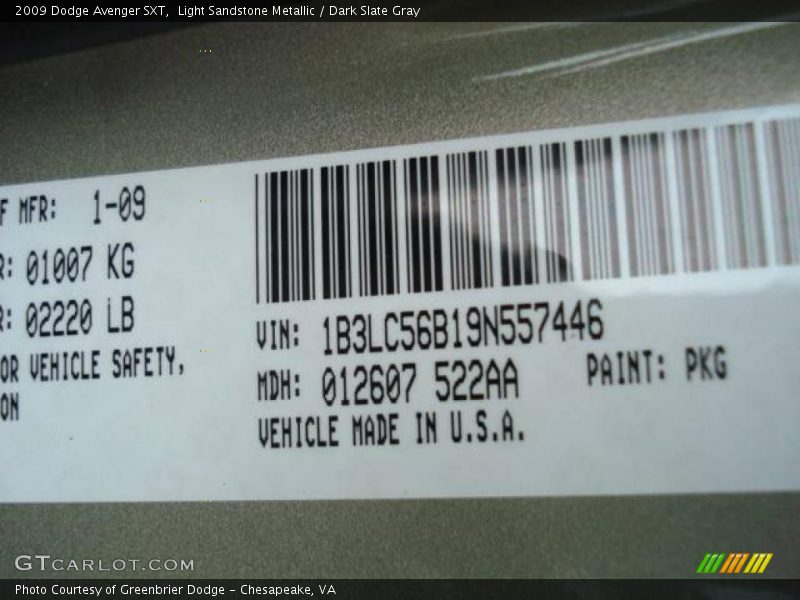 2009 Dodge Avenger SXT,  Light Sandstone Metallic / Dark Slate Gray
F MFR: 1-09
R: 01007 KG
R: 02220 LB
OR VEHICLE SAFETY,
ON
VIN: 1B3LC56B19N557446
MDH: 012607 522AA PAINT: PKG
VEHICLE MADE IN U.S.A.
GTCARLOT.COM
Photo Courtesy of Greenbrier Dodge - Chesapeake, VA